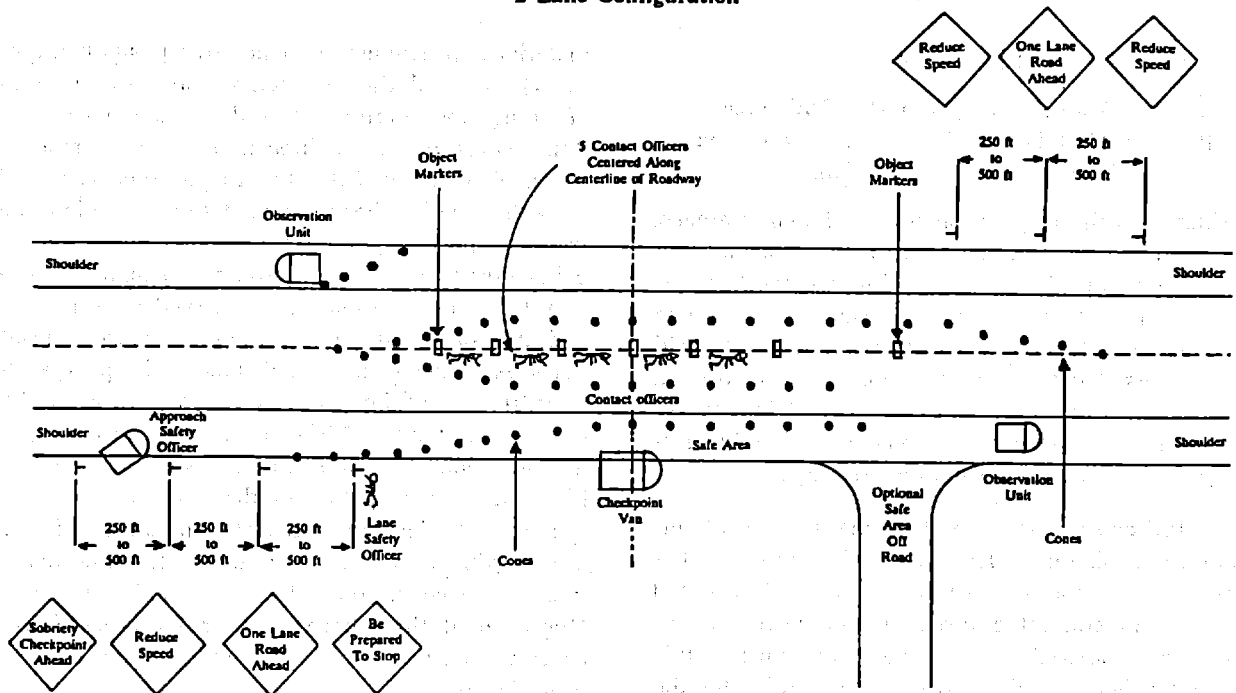 2 Lane Configuration
Reduce
Speed
One Lane
Road
Ahead
Reduce
Speed
250 ft
to
500 ft
250 ft
to
500 ft
Object
Markers
5 Contact Officers
Centered Along
Centerline of Roadway
Object
Markers
Observation
Unit
Shoulder
Shoulder
Contact officers
Shoulder
Approach
Safety
Officer
Safe Area
Shoulder
Checkpoint
Van
Optional
Safe
Area
Off
Road
Observation
Unit
250 ft
to
500 ft
250 ft
to
500 ft
250 ft
to
500 ft
Lane
Safety
Officer
Cones
Cones
Sobriety
Checkpoint
Ahead
Reduce
Speed
One Lane
Road
Ahead
Be
Prepared
To Stop